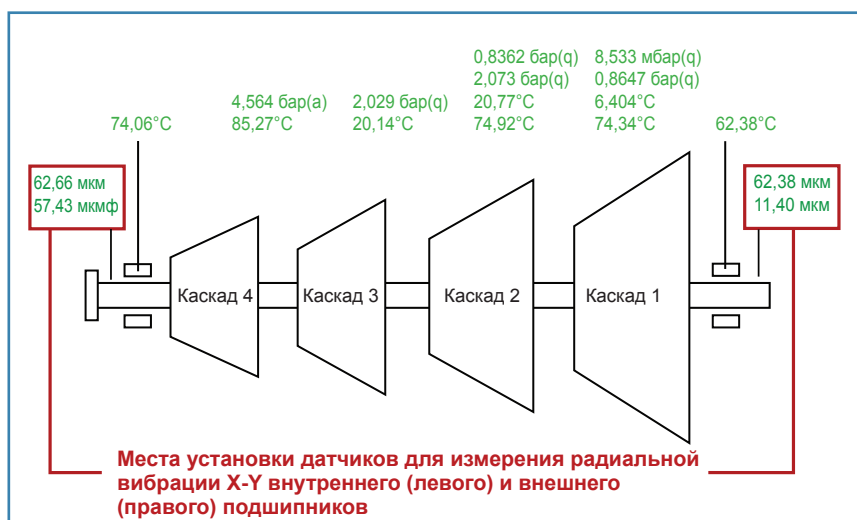 0,8362 бар(q)
8,533 мбар(q)
2,073 бар(q)
0,8647 бар(q)
4,564 бар(a)
2,029 бар(q)
20,77°C
6,404°C
74,06°C
85,27°C
20,14°C
74,92°C
74,34°C
62,38°C
62,66 мкм
57,43 мкмф
62,38 мкм
11,40 мкм
Каскад 4
Каскад 3
Каскад 2
Каскад 1
Места установки датчиков для измерения радиальной
вибрации X-Y внутреннего (левого) и внешнего
(правого) подшипников